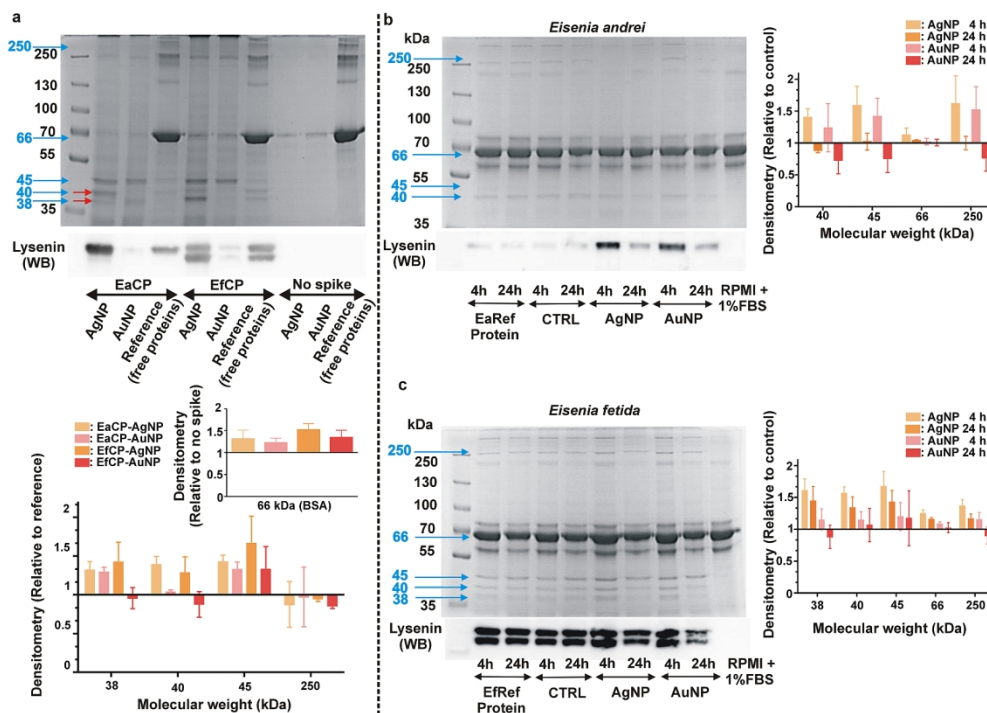 a
250
250
130
100
70
66
55
45
40
38
35
Lysenin
(WB)
EaCP
EfCP
No spike
AgNP
AuNP
Reference
(free proteins)
AgNP
AuNP
Reference
(free proteins)
AgNP
AuNP
Reference
(free proteins)
: EaCP-AgNP
: EaCP-AuNP
: EfCP-AgNP
: EfCP-AuNP
Densitometry
(Relative to no spike)
2
1.5
1
0.5
0
66 kDa (BSA)
Densitometry (Relative to reference)
2
1.5
1
0.5
0
38
40
45
250
Molecular weight (kDa)
b
Eisenia andrei
kDa
250
250
130
100
70
66
55
45
40
35
Lysenin
(WB)
4h 24h 4h 24h 4h 24h 4h 24h RPMI +
1%FBS
EaRef
Protein
CTRL
AgNP
AuNP
: AgNP 4 h
: AgNP 24 h
: AuNP 4 h
: AuNP 24 h
Densitometry (Relative to control)
2
1.5
1
0.5
0
40 45 66 250
Molecular weight (kDa)
c
Eisenia fetida
kDa
250
250
130
100
70
66
55
45
40
38
35
Lysenin
(WB)
4h 24h 4h 24h 4h 24h 4h 24h RPMI +
1%FBS
EfRef
Protein
CTRL
AgNP
AuNP
: AgNP 4 h
: AgNP 24 h
: AuNP 4 h
: AuNP 24 h
Densitometry (Relative to control)
2
1.5
1
0.5
0
38 40 45 66 250
Molecular weight (kDa)